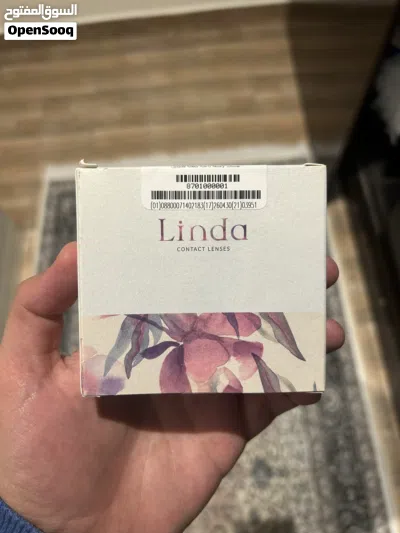 السوق المفتوح
OpenSooq
8701000001
Linda
CONTACT LENSES